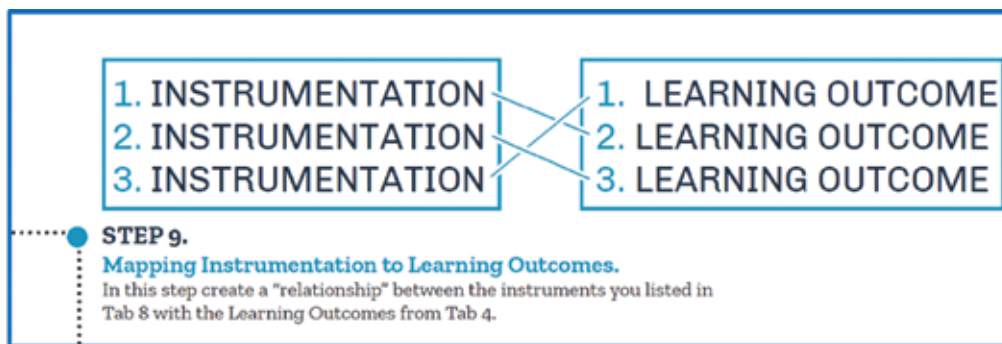 1. INSTRUMENTATION
2. INSTRUMENTATION
3. INSTRUMENTATION
1. LEARNING OUTCOME
2. LEARNING OUTCOME
3. LEARNING OUTCOME
STEP 9.
Mapping Instrumentation to Learning Outcomes.
In this step create a "relationship" between the instruments you listed in
Tab 8 with the Learning Outcomes from Tab 4.